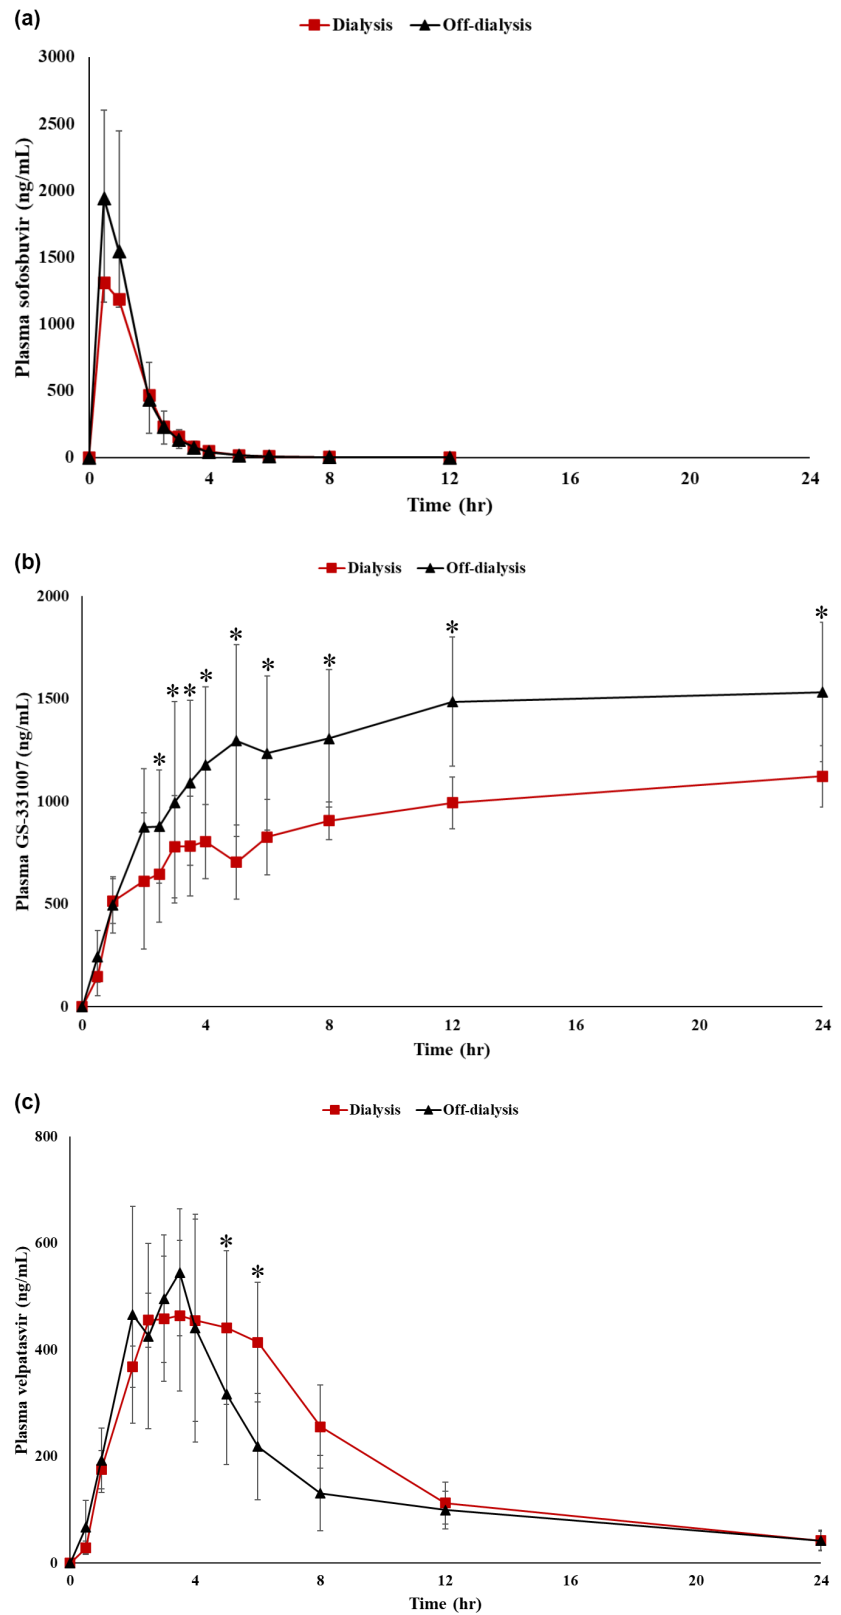 (a)
Dialysis Off-dialysis
Plasma sofosbuvir (ng/mL)
3000
2500
2000
1500
1000
500
0
0 4 8 12 16 20 24
Time (hr)
(b)
Dialysis Off-dialysis
Plasma GS-331007 (ng/mL)
2000
1500
1000
500
0
* * * * * * * * *
0 4 8 12 16 20 24
Time (hr)
(c)
Dialysis Off-dialysis
Plasma velpatasvir (ng/mL)
800
600
400
200
0
* *
0 4 8 12 16 20 24
Time (hr)